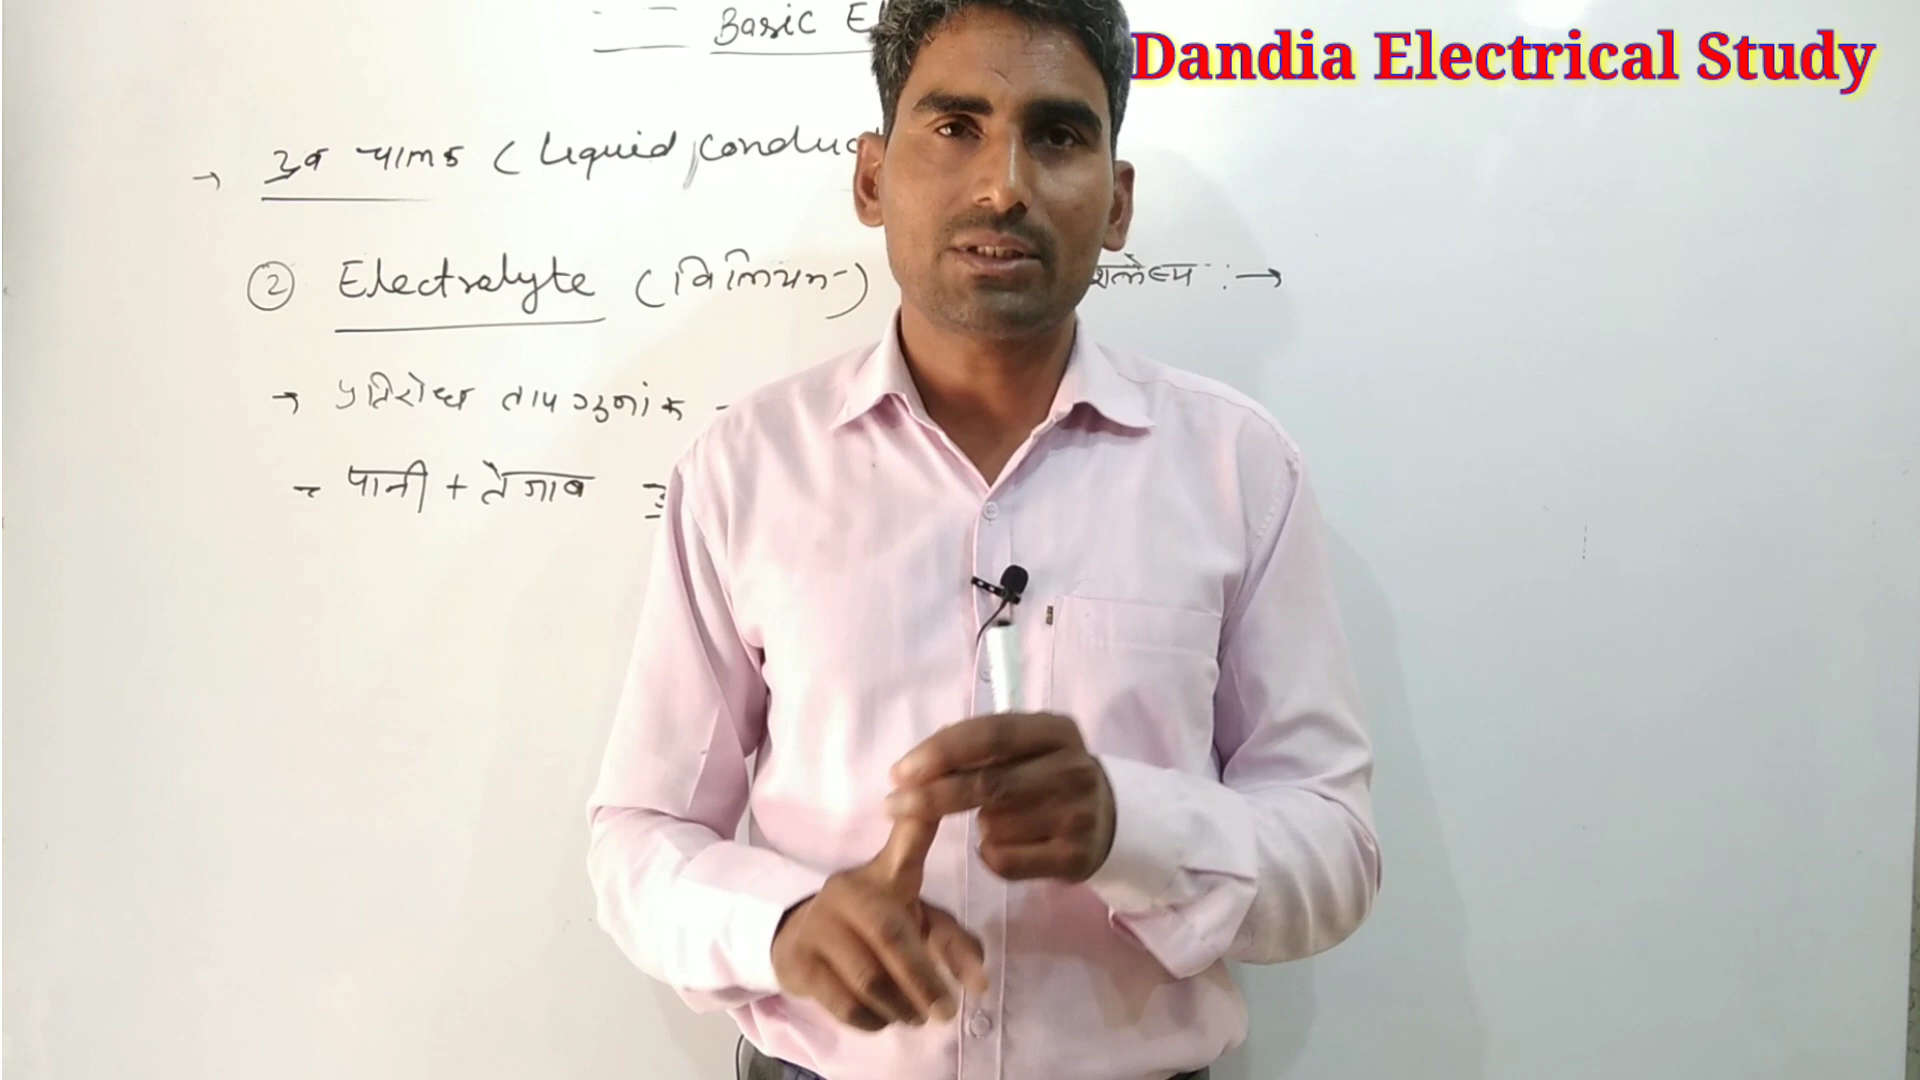 Basic E
Dandia Electrical Study
→ द्रव चालक ( Liquid conduc
② Electrolyte (विलियन)
→ प्रतिरोध ताप गुणांक -
- पानी + तेजाब